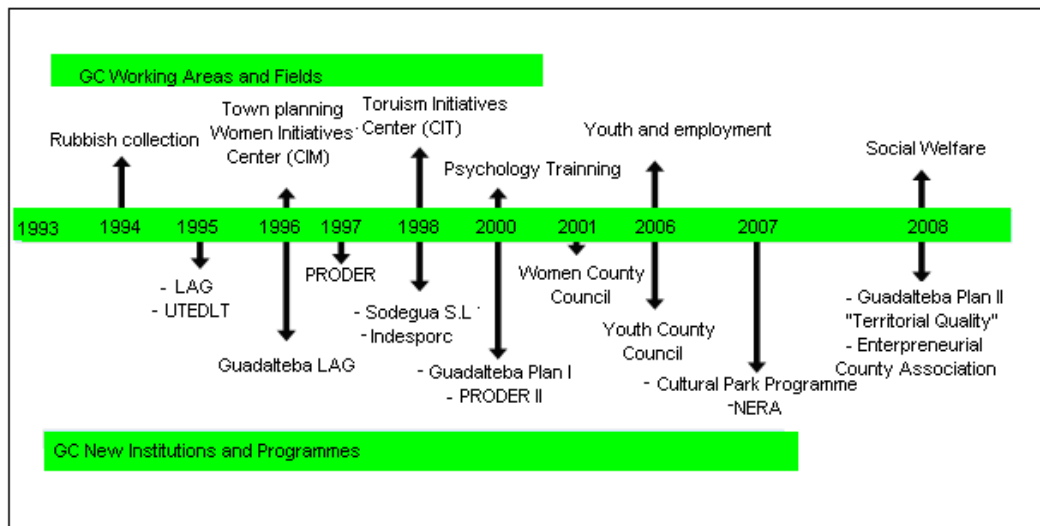 GC Working Areas and Fields
Rubbish collection
Town planning
Women Initiatives
Center (CIM)
Toruism Initiatives
Center (CIT)
Psychology Trainning
Youth and employment
Social Welfare
1993 1994 1995 1996 1997 1998 2000 2001 2006 2007 2008
- LAG
- UTEDLT
Guadalteba LAG
PRODER
- Sodegua S.L
- Indesporc
- Guadalteba Plan I
- PRODER II
Women County
Council
Youth County
Council
- Cultural Park Programme
-NERA
- Guadalteba Plan II
"Territorial Quality"
- Enterpreneurial
County Association
GC New Institutions and Programmes